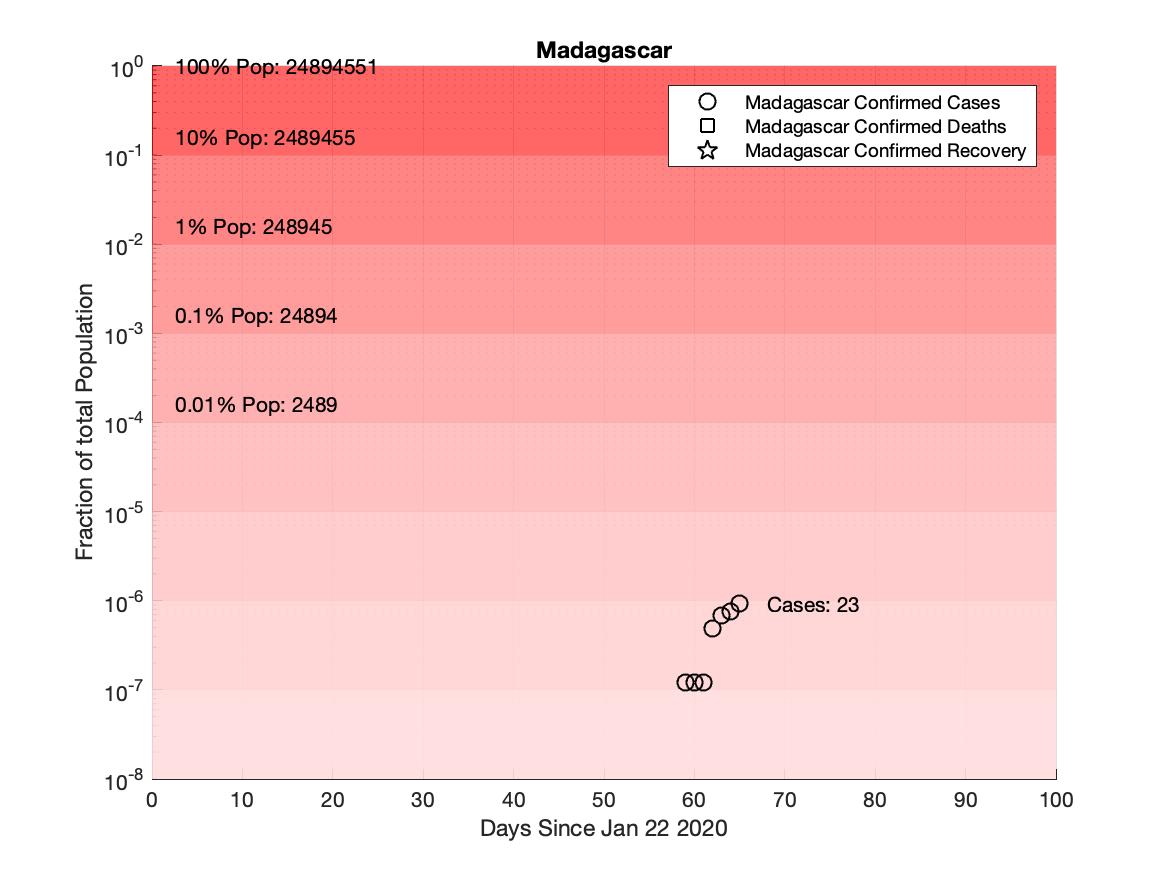 Madagascar
10^0
100% Pop: 24894551
Madagascar Confirmed Cases
Madagascar Confirmed Deaths
Madagascar Confirmed Recovery
10% Pop: 2489455
10^-1
1% Pop: 248945
10^-2
0.1% Pop: 24894
10^-3
0.01% Pop: 2489
10^-4
10^-5
10^-6
Cases: 23
10^-7
10^-8
Fraction of total Population
0 10 20 30 40 50 60 70 80 90 100
Days Since Jan 22 2020